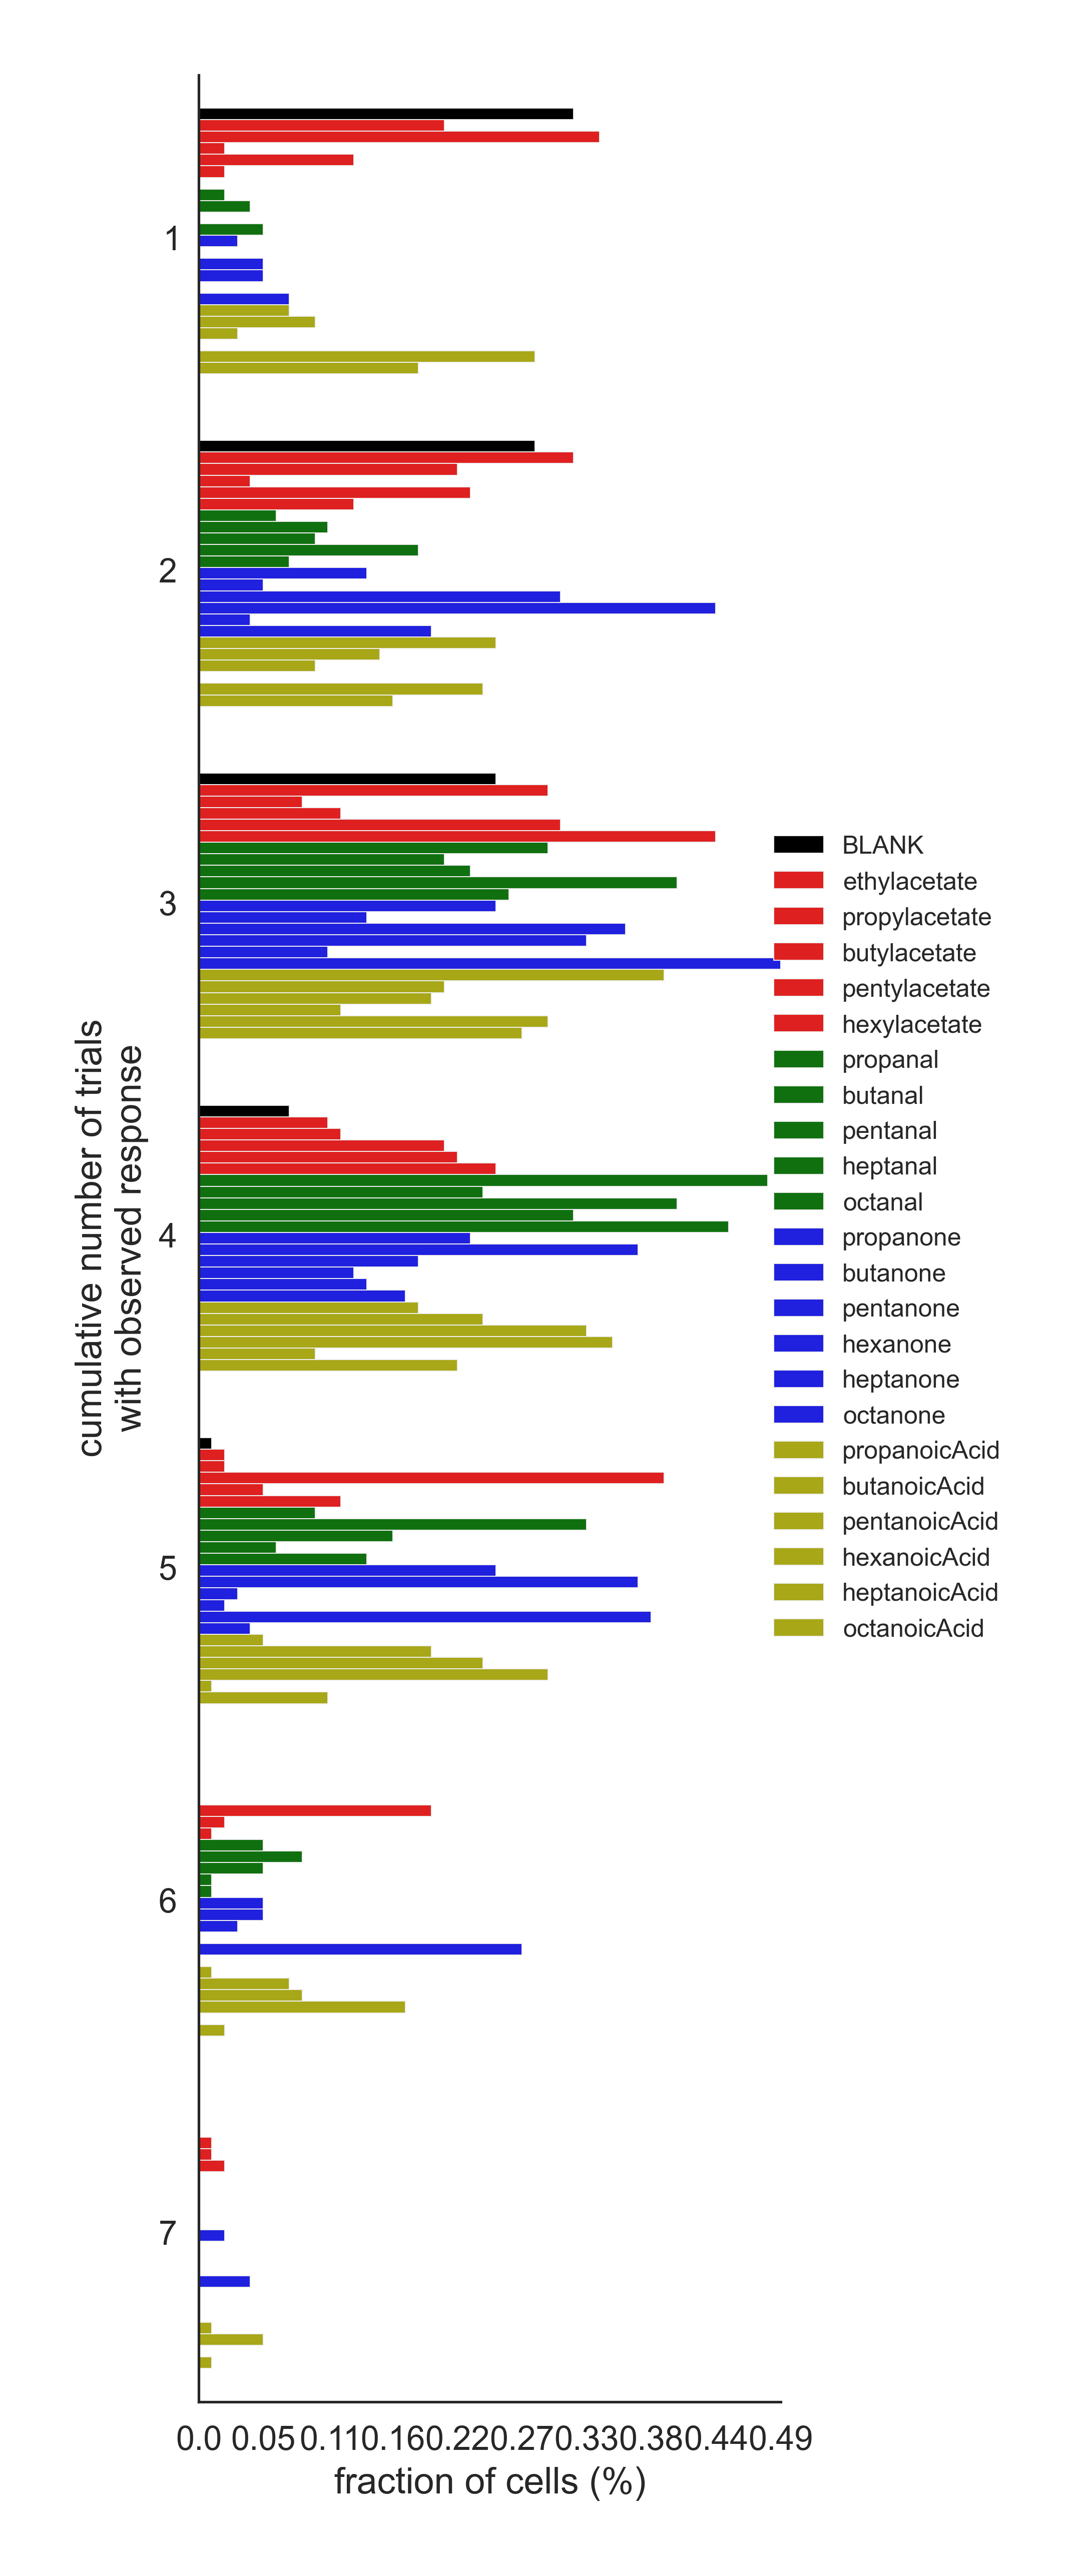 1
2
3
4
5
6
7
cumulative number of trials
with observed response
BLANK
ethylacetate
propylacetate
butylacetate
pentylacetate
hexylacetate
propanal
butanal
pentanal
heptanal
octanal
propanone
butanone
pentanone
hexanone
heptanone
octanone
propanoicAcid
butanoicAcid
pentanoicAcid
hexanoicAcid
heptanoicAcid
octanoicAcid
0.0 0.05 0.11 0.16 0.22 0.27 0.33 0.38 0.44 0.49
fraction of cells (%)